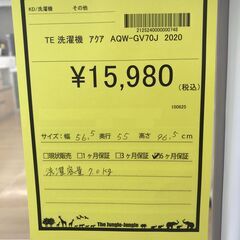 KD/洗濯機 その他
2125240000000748
TE 洗濯機 アクア AQW-GV70J 2020
¥15,980
(税込)
100625
サイズ:幅 56.5 奥行 55 高さ 96.5 cm
□現状販売 □1ヶ月保証 □3ヶ月保証 ☑6ヶ月保証
洗濯容量 7.0kg
The Jungle-Jungle